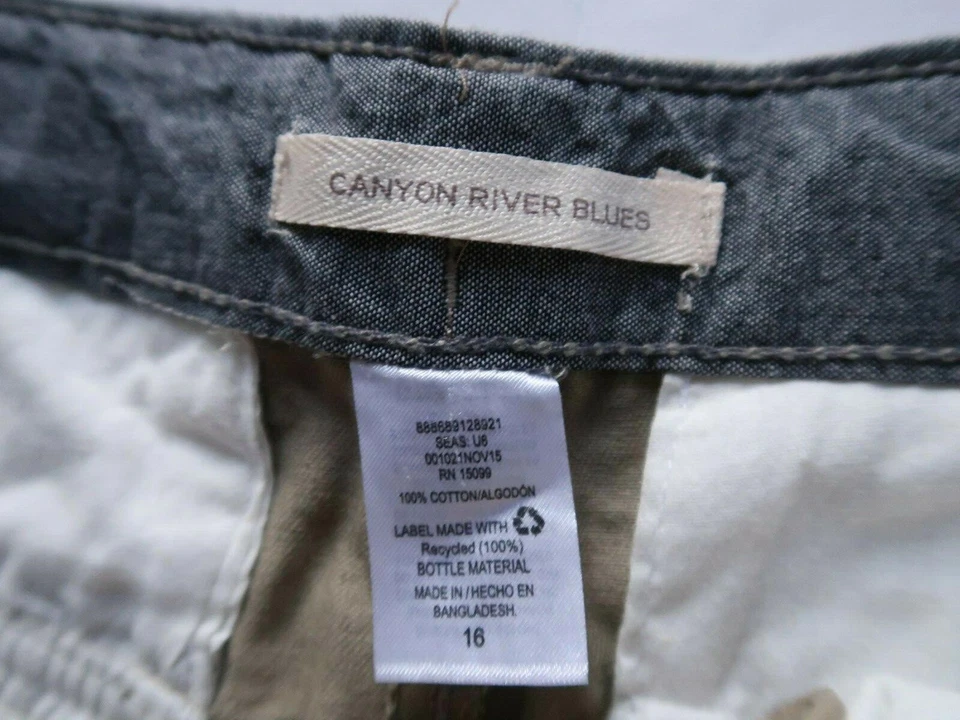 CANYON RIVER BLUES
888689128921
SEAS: U6
001021NOV15
RN 15099
100% COTTON/ALGODÓN
LABEL MADE WITH
Recycled (100%)
BOTTLE MATERIAL
MADE IN / HECHO EN
BANGLADESH.
16